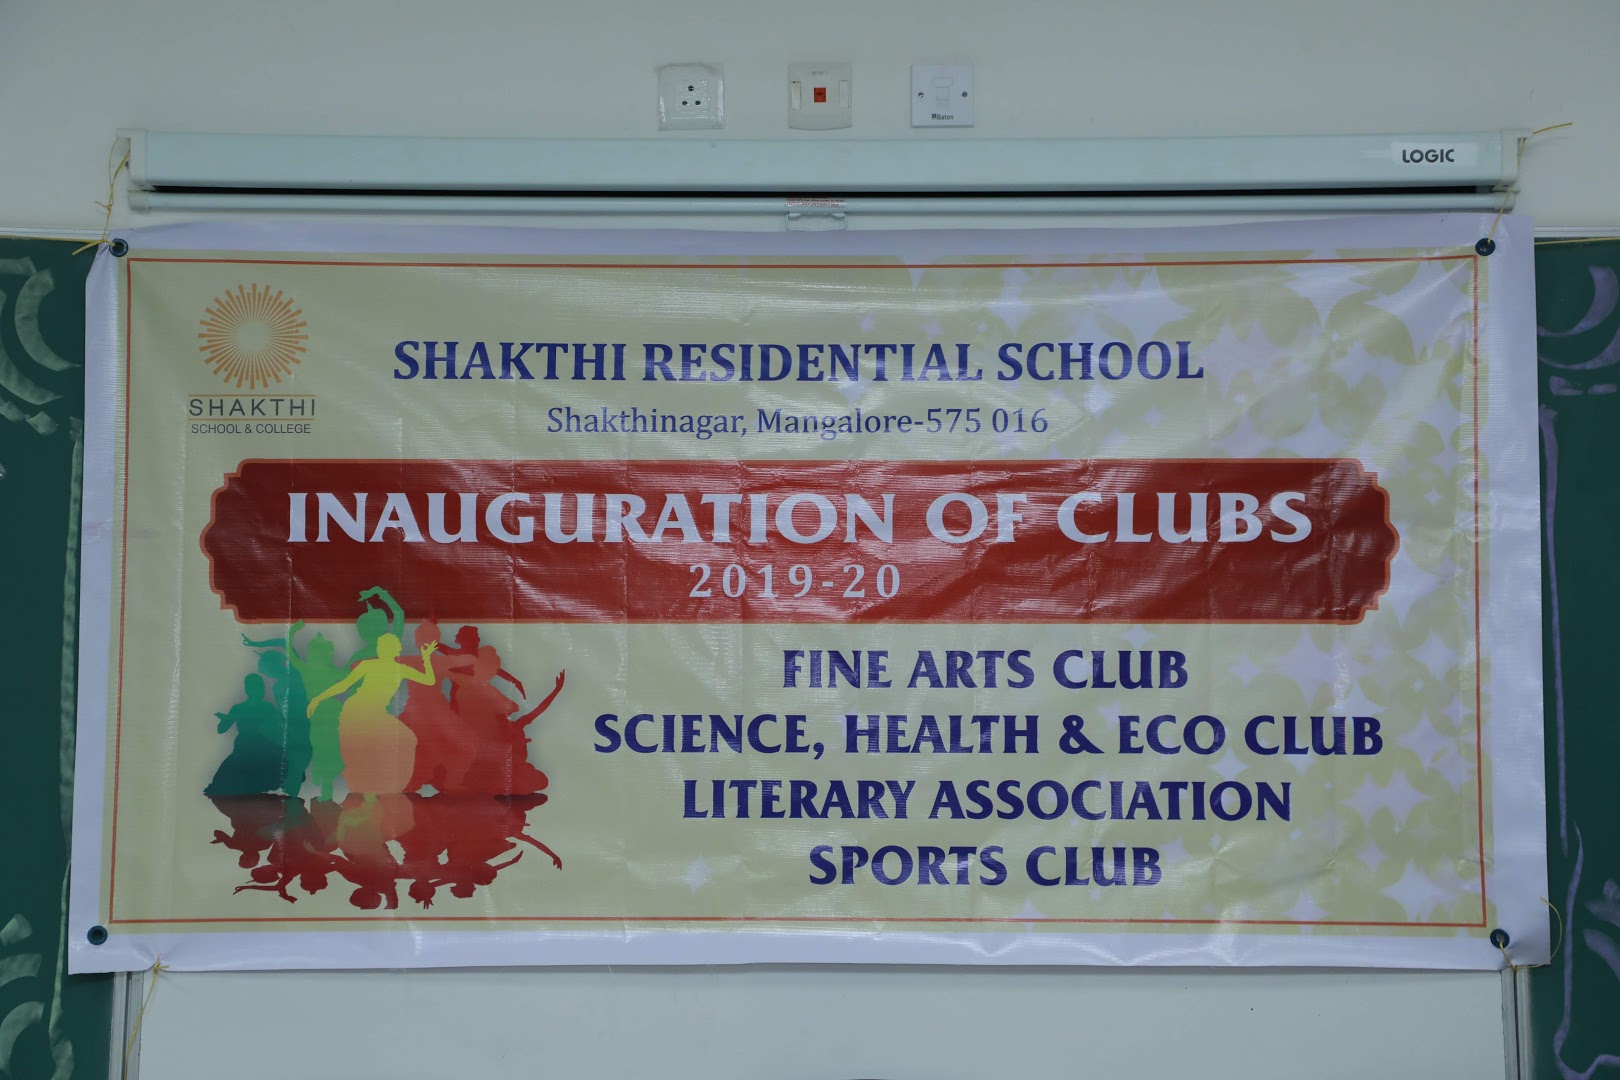 Baton
LOGIC
SHAKTHI
SCHOOL & COLLEGE
SHAKTHI RESIDENTIAL SCHOOL
Shakthinagar, Mangalore-575 016
INAUGURATION OF CLUBS
2019-20
FINE ARTS CLUB
SCIENCE, HEALTH & ECO CLUB
LITERARY ASSOCIATION
SPORTS CLUB